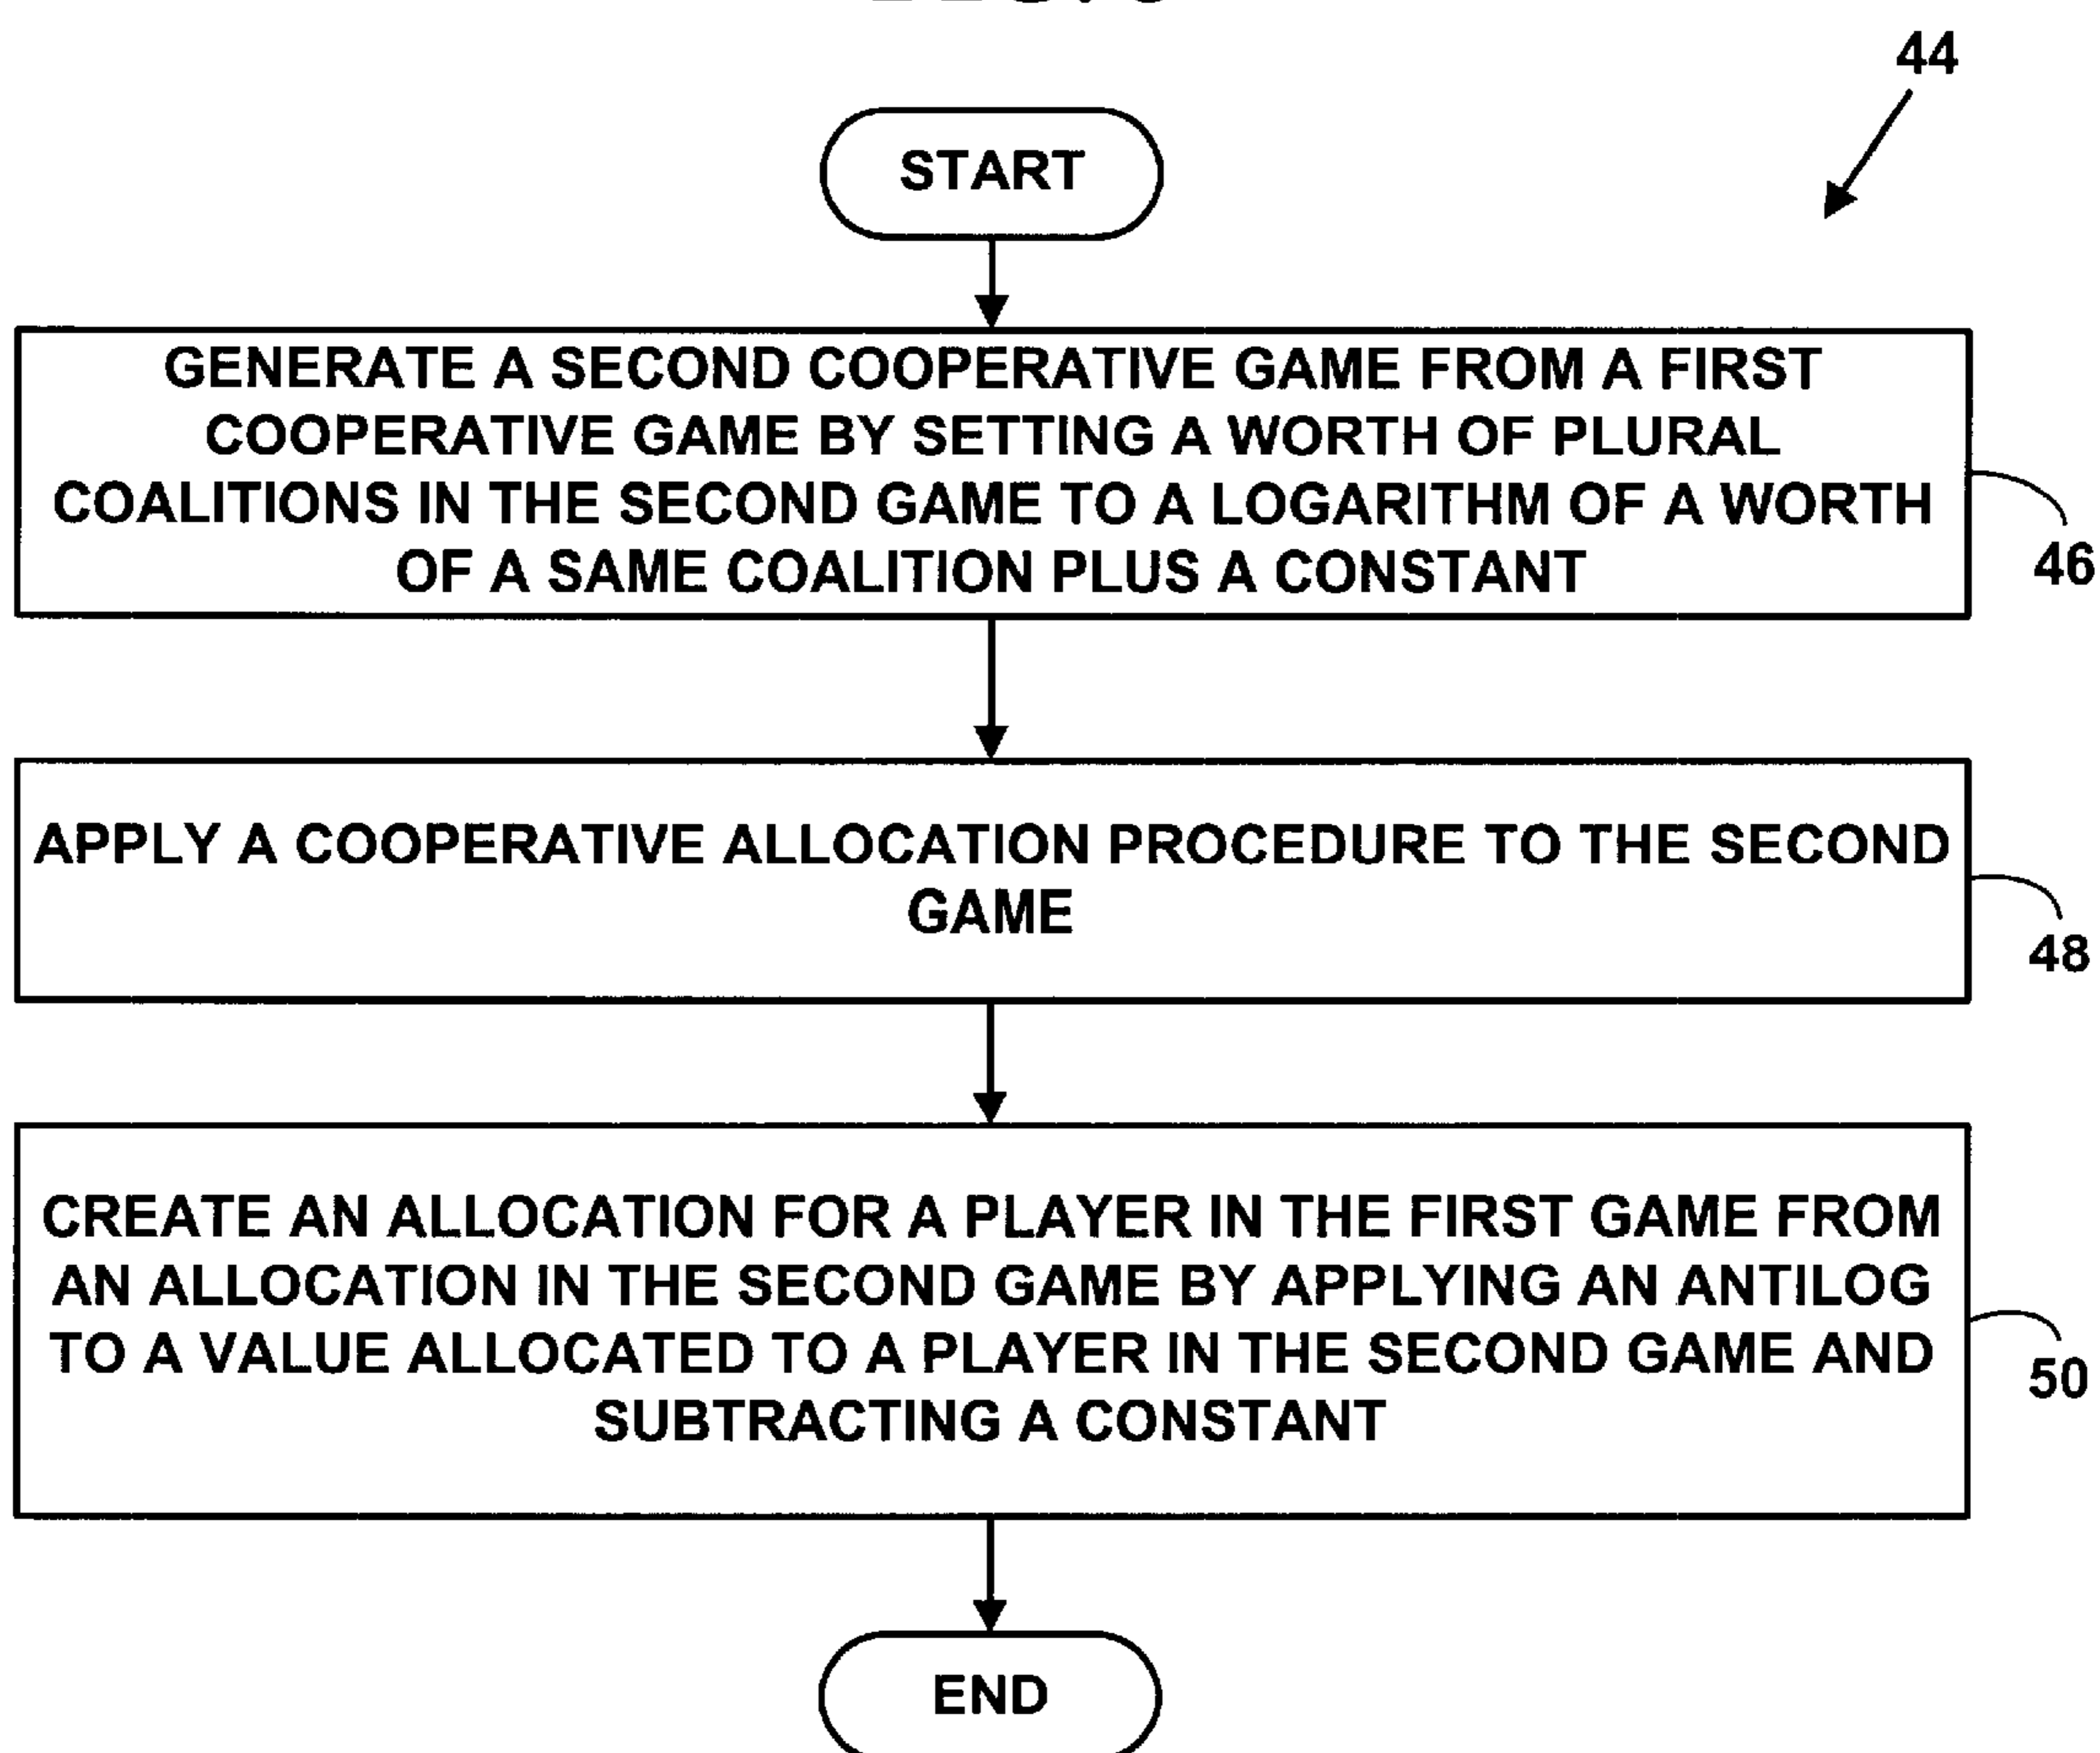 44
START
GENERATE A SECOND COOPERATIVE GAME FROM A FIRST
COOPERATIVE GAME BY SETTING A WORTH OF PLURAL
COALITIONS IN THE SECOND GAME TO A LOGARITHM OF A WORTH
OF A SAME COALITION PLUS A CONSTANT
46
APPLY A COOPERATIVE ALLOCATION PROCEDURE TO THE SECOND
GAME
48
CREATE AN ALLOCATION FOR A PLAYER IN THE FIRST GAME FROM
AN ALLOCATION IN THE SECOND GAME BY APPLYING AN ANTILOG
TO A VALUE ALLOCATED TO A PLAYER IN THE SECOND GAME AND
SUBTRACTING A CONSTANT
50
END